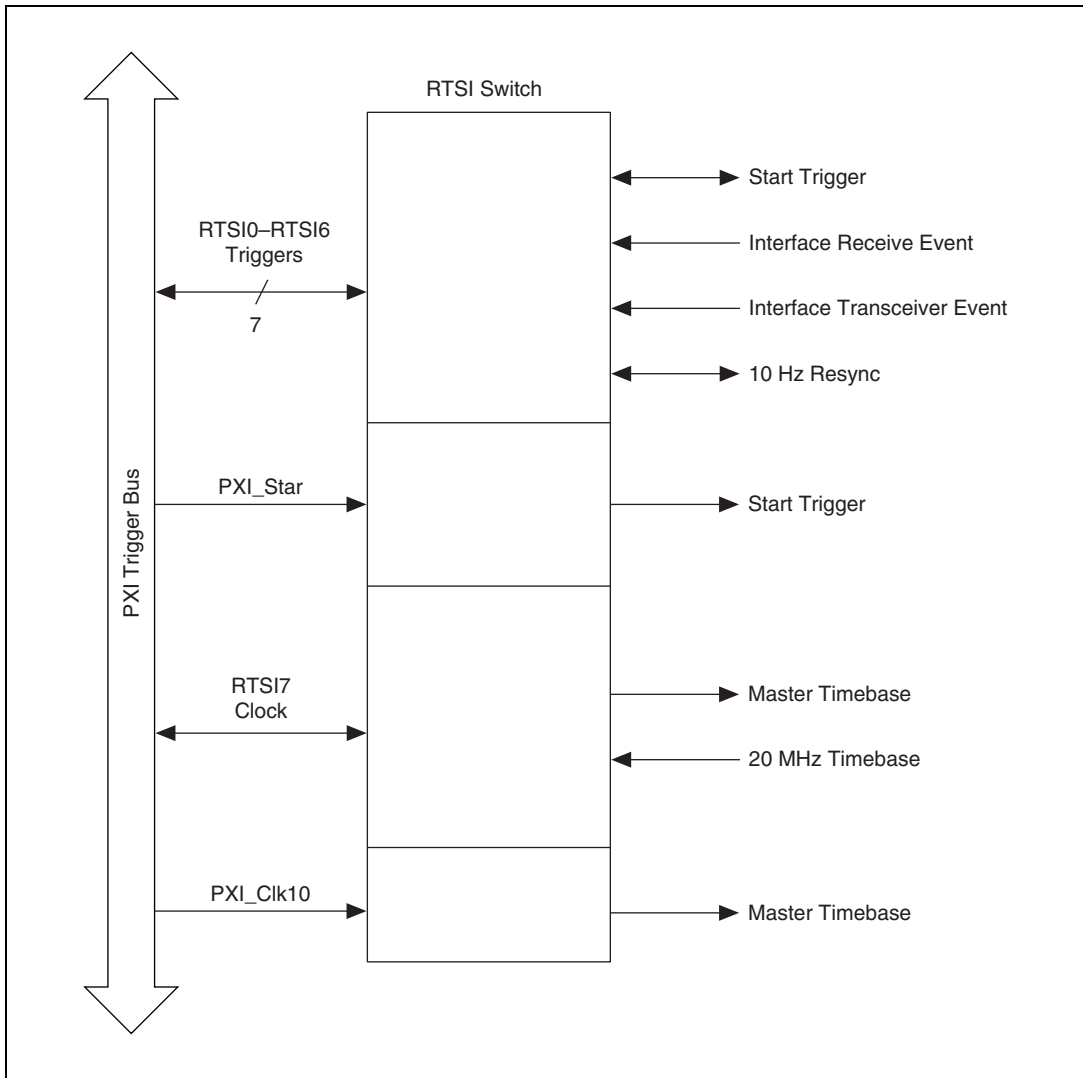 RTSI Switch
PXI Trigger Bus
RTSI0–RTSI6
Triggers
7
Start Trigger
Interface Receive Event
Interface Transceiver Event
10 Hz Resync
PXI_Star
Start Trigger
RTSI7
Clock
Master Timebase
20 MHz Timebase
PXI_Clk10
Master Timebase